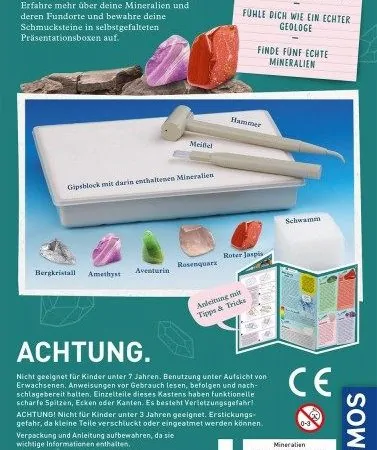 Erfahre mehr über deine Mineralien und
deren Fundorte und bewahre deine
Schmucksteine in selbstgefalteten
Präsentationsboxen auf.
FÜHLE DICH WIE EIN ECHTER
GEOLOGE
FINDE FÜNF ECHTE
MINERALIEN
Hammer
Meißel
Gipsblock mit darin enthaltenen Mineralien
Schwamm
Bergkristall
Amethyst
Aventurin
Rosenquarz
Roter Jaspis
Anleitung mit
Tipps & Tricks
ACHTUNG.
Nicht geeignet für Kinder unter 7 Jahren. Benutzung unter Aufsicht von
Erwachsenen. Anweisungen vor Gebrauch lesen, befolgen und nach-
schlagebereit halten. Einzelteile dieses Kastens haben funktionelle
scharfe Spitzen, Ecken oder Kanten. Es besteht Verletzungsgefahr!
ACHTUNG! Nicht für Kinder unter 3 Jahren geeignet. Erstickungs-
gefahr, da kleine Teile verschluckt oder eingeatmet werden können.
Verpackung und Anleitung aufbewahren, da sie
wichtige Informationen enthalten.
CE
0-3
MOS
Mineralien